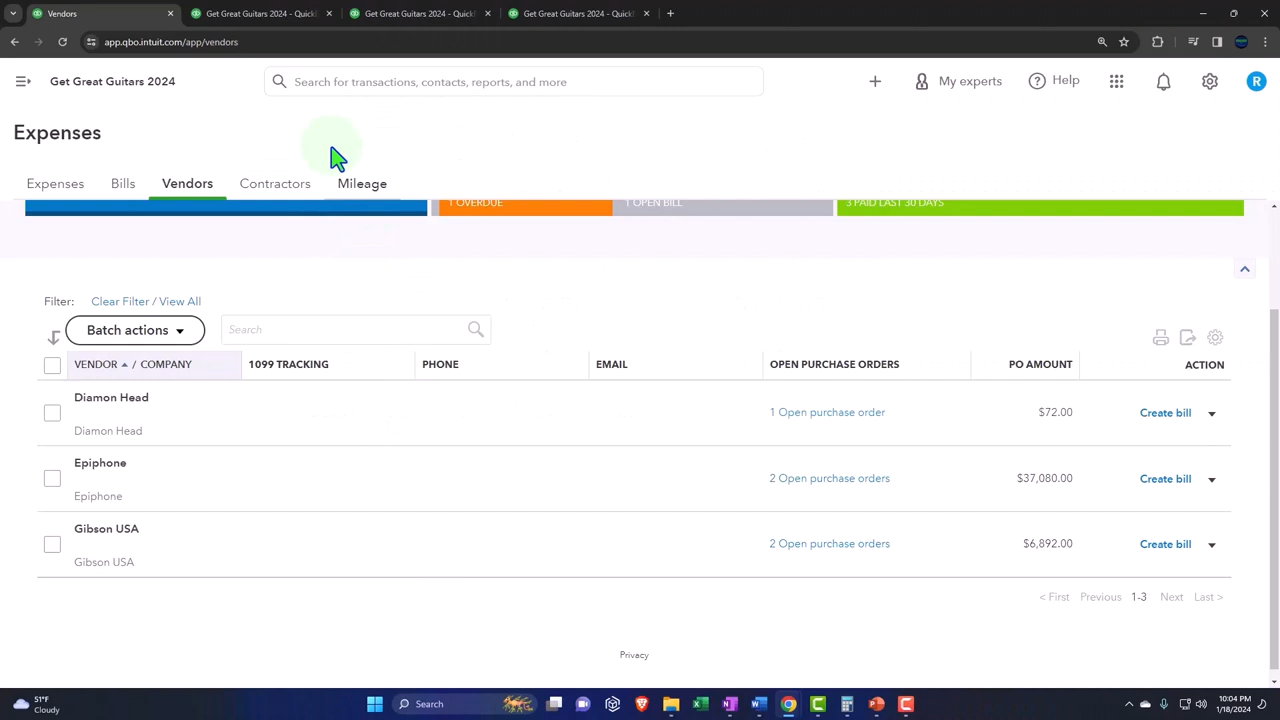 Vendors
Get Great Guitars 2024 - Quick
Get Great Guitars 2024 - Quick
Get Great Guitars 2024 - Quick
app.qbo.intuit.com/app/vendors
Get Great Guitars 2024
Search for transactions, contacts, reports, and more
My experts
Help
R
Expenses
Expenses
Bills
Vendors
Contractors
Mileage
1 OVERDUE
1 OPEN BILL
3 PAID LAST 30 DAYS
Filter: Clear Filter / View All
Batch actions
Search
VENDOR / COMPANY 1099 TRACKING PHONE EMAIL OPEN PURCHASE ORDERS PO AMOUNT ACTION
Diamon Head
1 Open purchase order $72.00 Create bill
Diamon Head
Epiphone
2 Open purchase orders $37,080.00 Create bill
Epiphone
Gibson USA
2 Open purchase orders $6,892.00 Create bill
Gibson USA
< First Previous 1-3 Next Last >
Privacy
51°F
Cloudy
Search
10:04 PM
1/18/2024